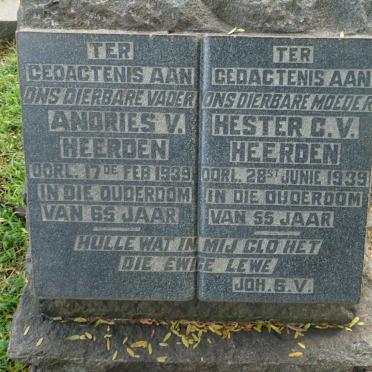 TER
GEDACTENIS AAN
ONS DIERBARE VADER
ANDRIES V.
HEERDEN
OORL. 17DE FEB 1939
IN DIE OUDERDOM
VAN 65 JAAR
TER
GEDACTENIS AAN
ONS DIERBARE MOEDER
HESTER C. V.
HEERDEN
OORL. 28ST JUNIE 1939
IN DIE OUDERDOM
VAN 55 JAAR
HULLE WAT IN MIJ GLO HET
DIE EWIGE LEWE
JOH. 6. V.